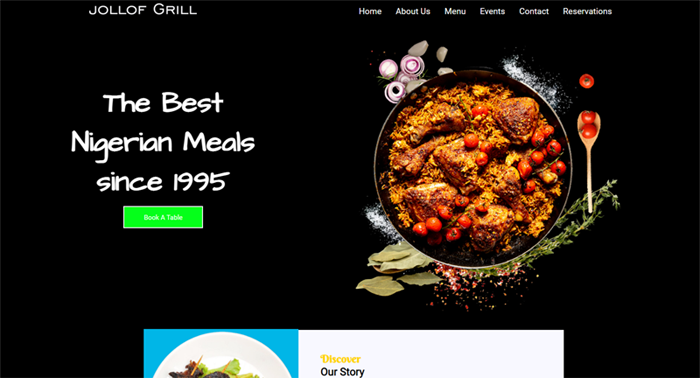 JOLLOF GRILL
Home About Us Menu Events Contact Reservations
The Best
Nigerian Meals
since 1995
Book A Table
Discover
Our Story